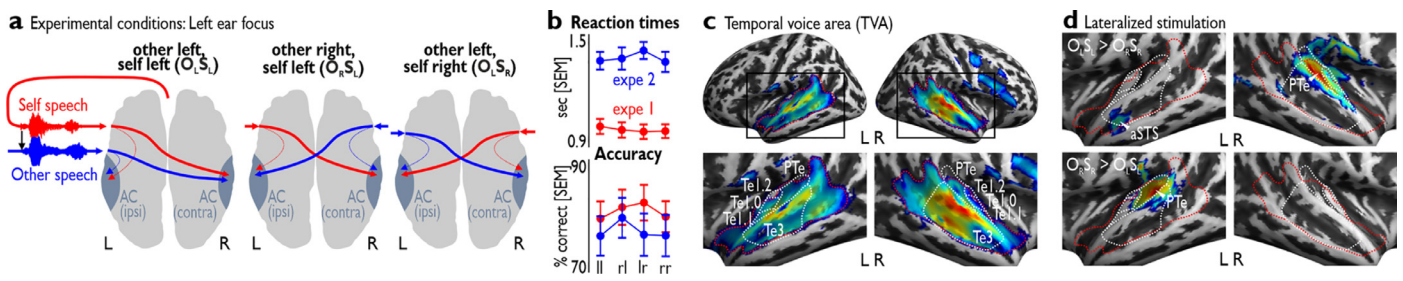 a Experimental conditions: Left ear focus
other left,
self left (OLSL)
other right,
self left (ORSL)
other left,
self right (OLSR)
Self speech
Other speech
AC
(ipsi)
AC
(contra)
L
R
AC
(ipsi)
AC
(contra)
L
R
AC
(ipsi)
AC
(contra)
L
R
b Reaction times
1.5
sec [SEM]
expe 2
expe 1
0.9
Accuracy
90
% correct [SEM]
70
ll rl lr rr
c Temporal voice area (TVA)
L R
PTe
Te1.2
Te1.0
Te1.1
Te3
PTe
Te1.2
Te1.0
Te1.1
Te3
L R
d Lateralized stimulation
OLSL > ORSR
aSTS
PTe
L R
ORSR > OLSL
PTe
L R